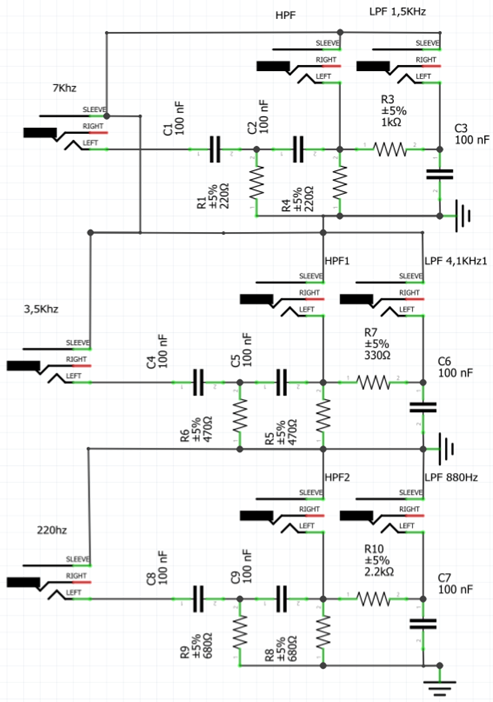 HPF
LPF 1,5KHz
SLEEVE
SLEEVE
RIGHT
RIGHT
LEFT
LEFT
7Khz
SLEEVE
RIGHT
LEFT
C1
100 nF
C2
100 nF
R3
±5%
1kΩ
C3
100 nF
R1
±5%
220Ω
R4
±5%
220Ω
HPF1
LPF 4,1KHz1
SLEEVE
SLEEVE
RIGHT
RIGHT
LEFT
LEFT
3,5Khz
SLEEVE
RIGHT
LEFT
C4
100 nF
C5
100 nF
R7
±5%
330Ω
C6
100 nF
R6
±5%
470Ω
R5
±5%
470Ω
HPF2
LPF 880Hz
SLEEVE
SLEEVE
RIGHT
RIGHT
LEFT
LEFT
220hz
SLEEVE
RIGHT
LEFT
C8
100 nF
C9
100 nF
R10
±5%
2.2kΩ
C7
100 nF
R9
±5%
680Ω
R8
±5%
680Ω